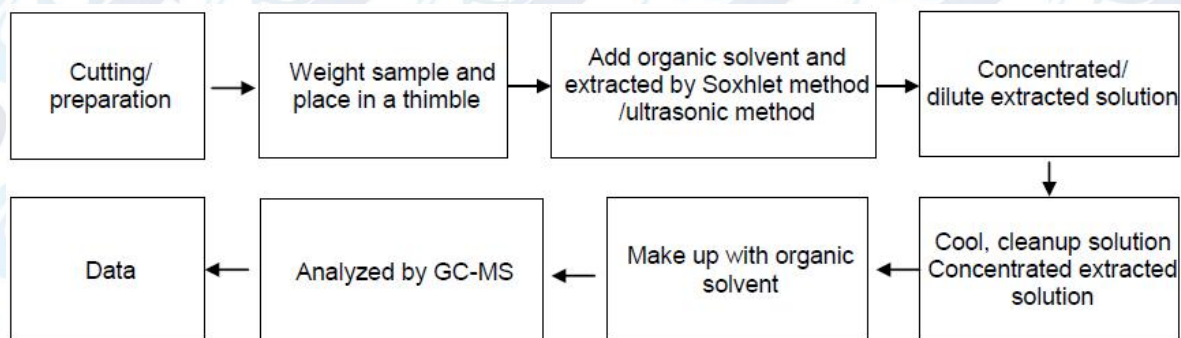 Cutting/
preparation
Weight sample and
place in a thimble
Add organic solvent and
extracted by Soxhlet method
/ultrasonic method
Concentrated/
dilute extracted solution
Cool, cleanup solution
Concentrated extracted
solution
Make up with organic
solvent
Analyzed by GC-MS
Data